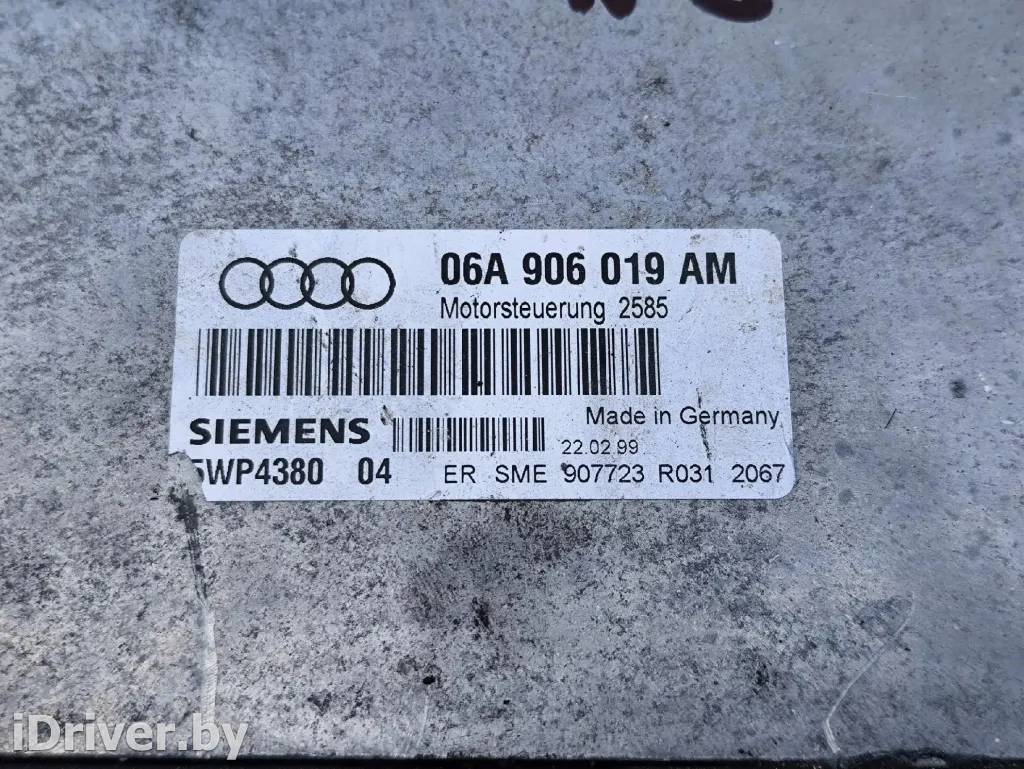 06A 906 019 AM
Motorsteuerung 2585
Made in Germany
SIEMENS
22.02.99
5WP4380 04 ER SME 907723 R031 2067
iDriver.by